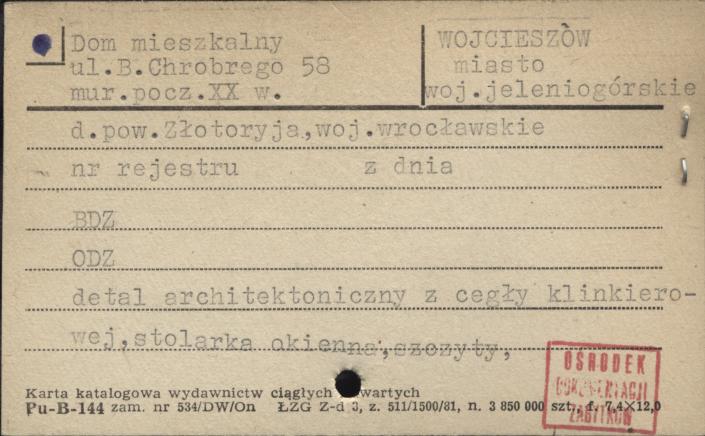 Dom mieszkalny
ul.B.Chrobrego 58
mur.pocz.XX w.
WOJCIESZÒW
miasto
woj.jeleniogórskie
d.pow.Złotoryja,woj.wrocławskie
nr rejestru z dnia
BDZ
ODZ
detal architektoniczny z cegły klinkiero-
wej,stolarka okienna,szczyty,
OŚRODEK
DOKUMENTACJI
ZABYTKÓW
Karta katalogowa wydawnictw ciągłych otwartych
Pu-B-144 zam. nr 534/DW/On ŁZG Z-d 3, z. 511/1500/81, n. 3 850 000 szt., f. 7,4×12,0